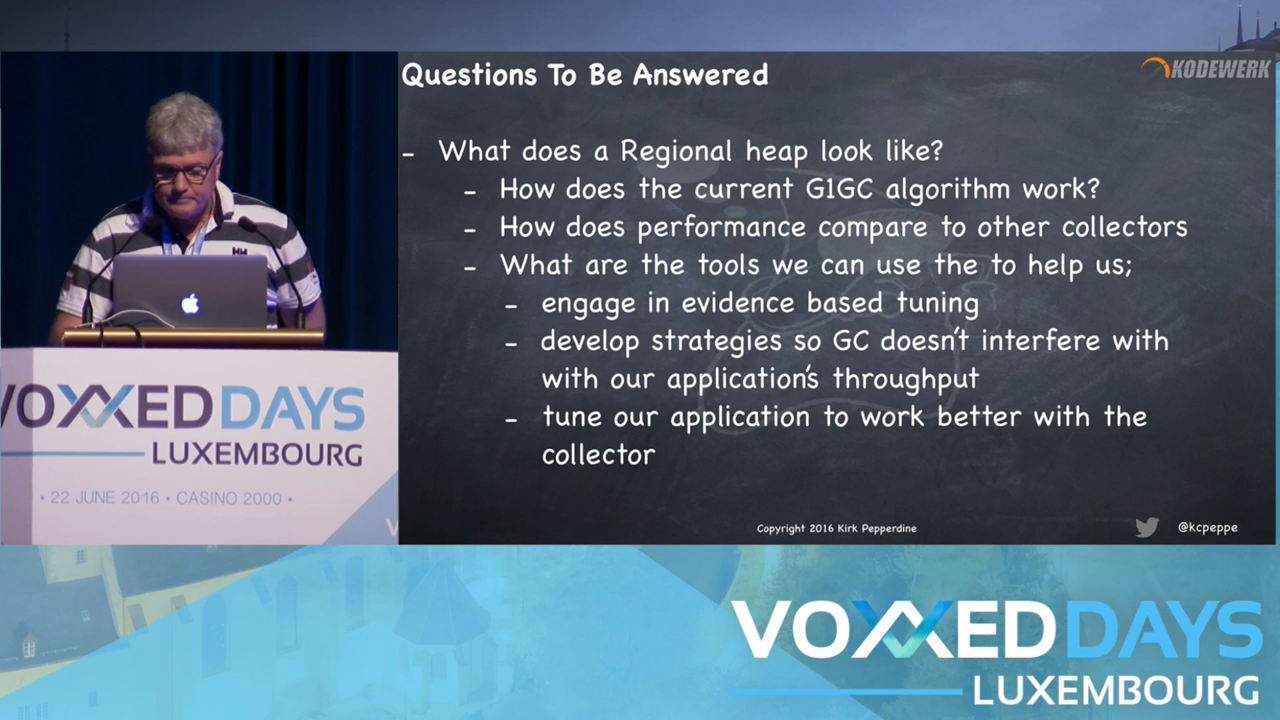 Questions To Be Answered
KODEWERK
- What does a Regional heap look like?
- How does the current G1GC algorithm work?
- How does performance compare to other collectors
- What are the tools we can use the to help us;
- engage in evidence based tuning
- develop strategies so GC doesn't interfere with
with our application's throughput
- tune our application to work better with the
collector
Copyright 2016 Kirk Pepperdine
@kcpeppe
HH
VOXXED DAYS
LUXEMBOURG
• 22 JUNE 2016 • CASINO 2000 •
V
VOXXED DAYS
LUXEMBOURG